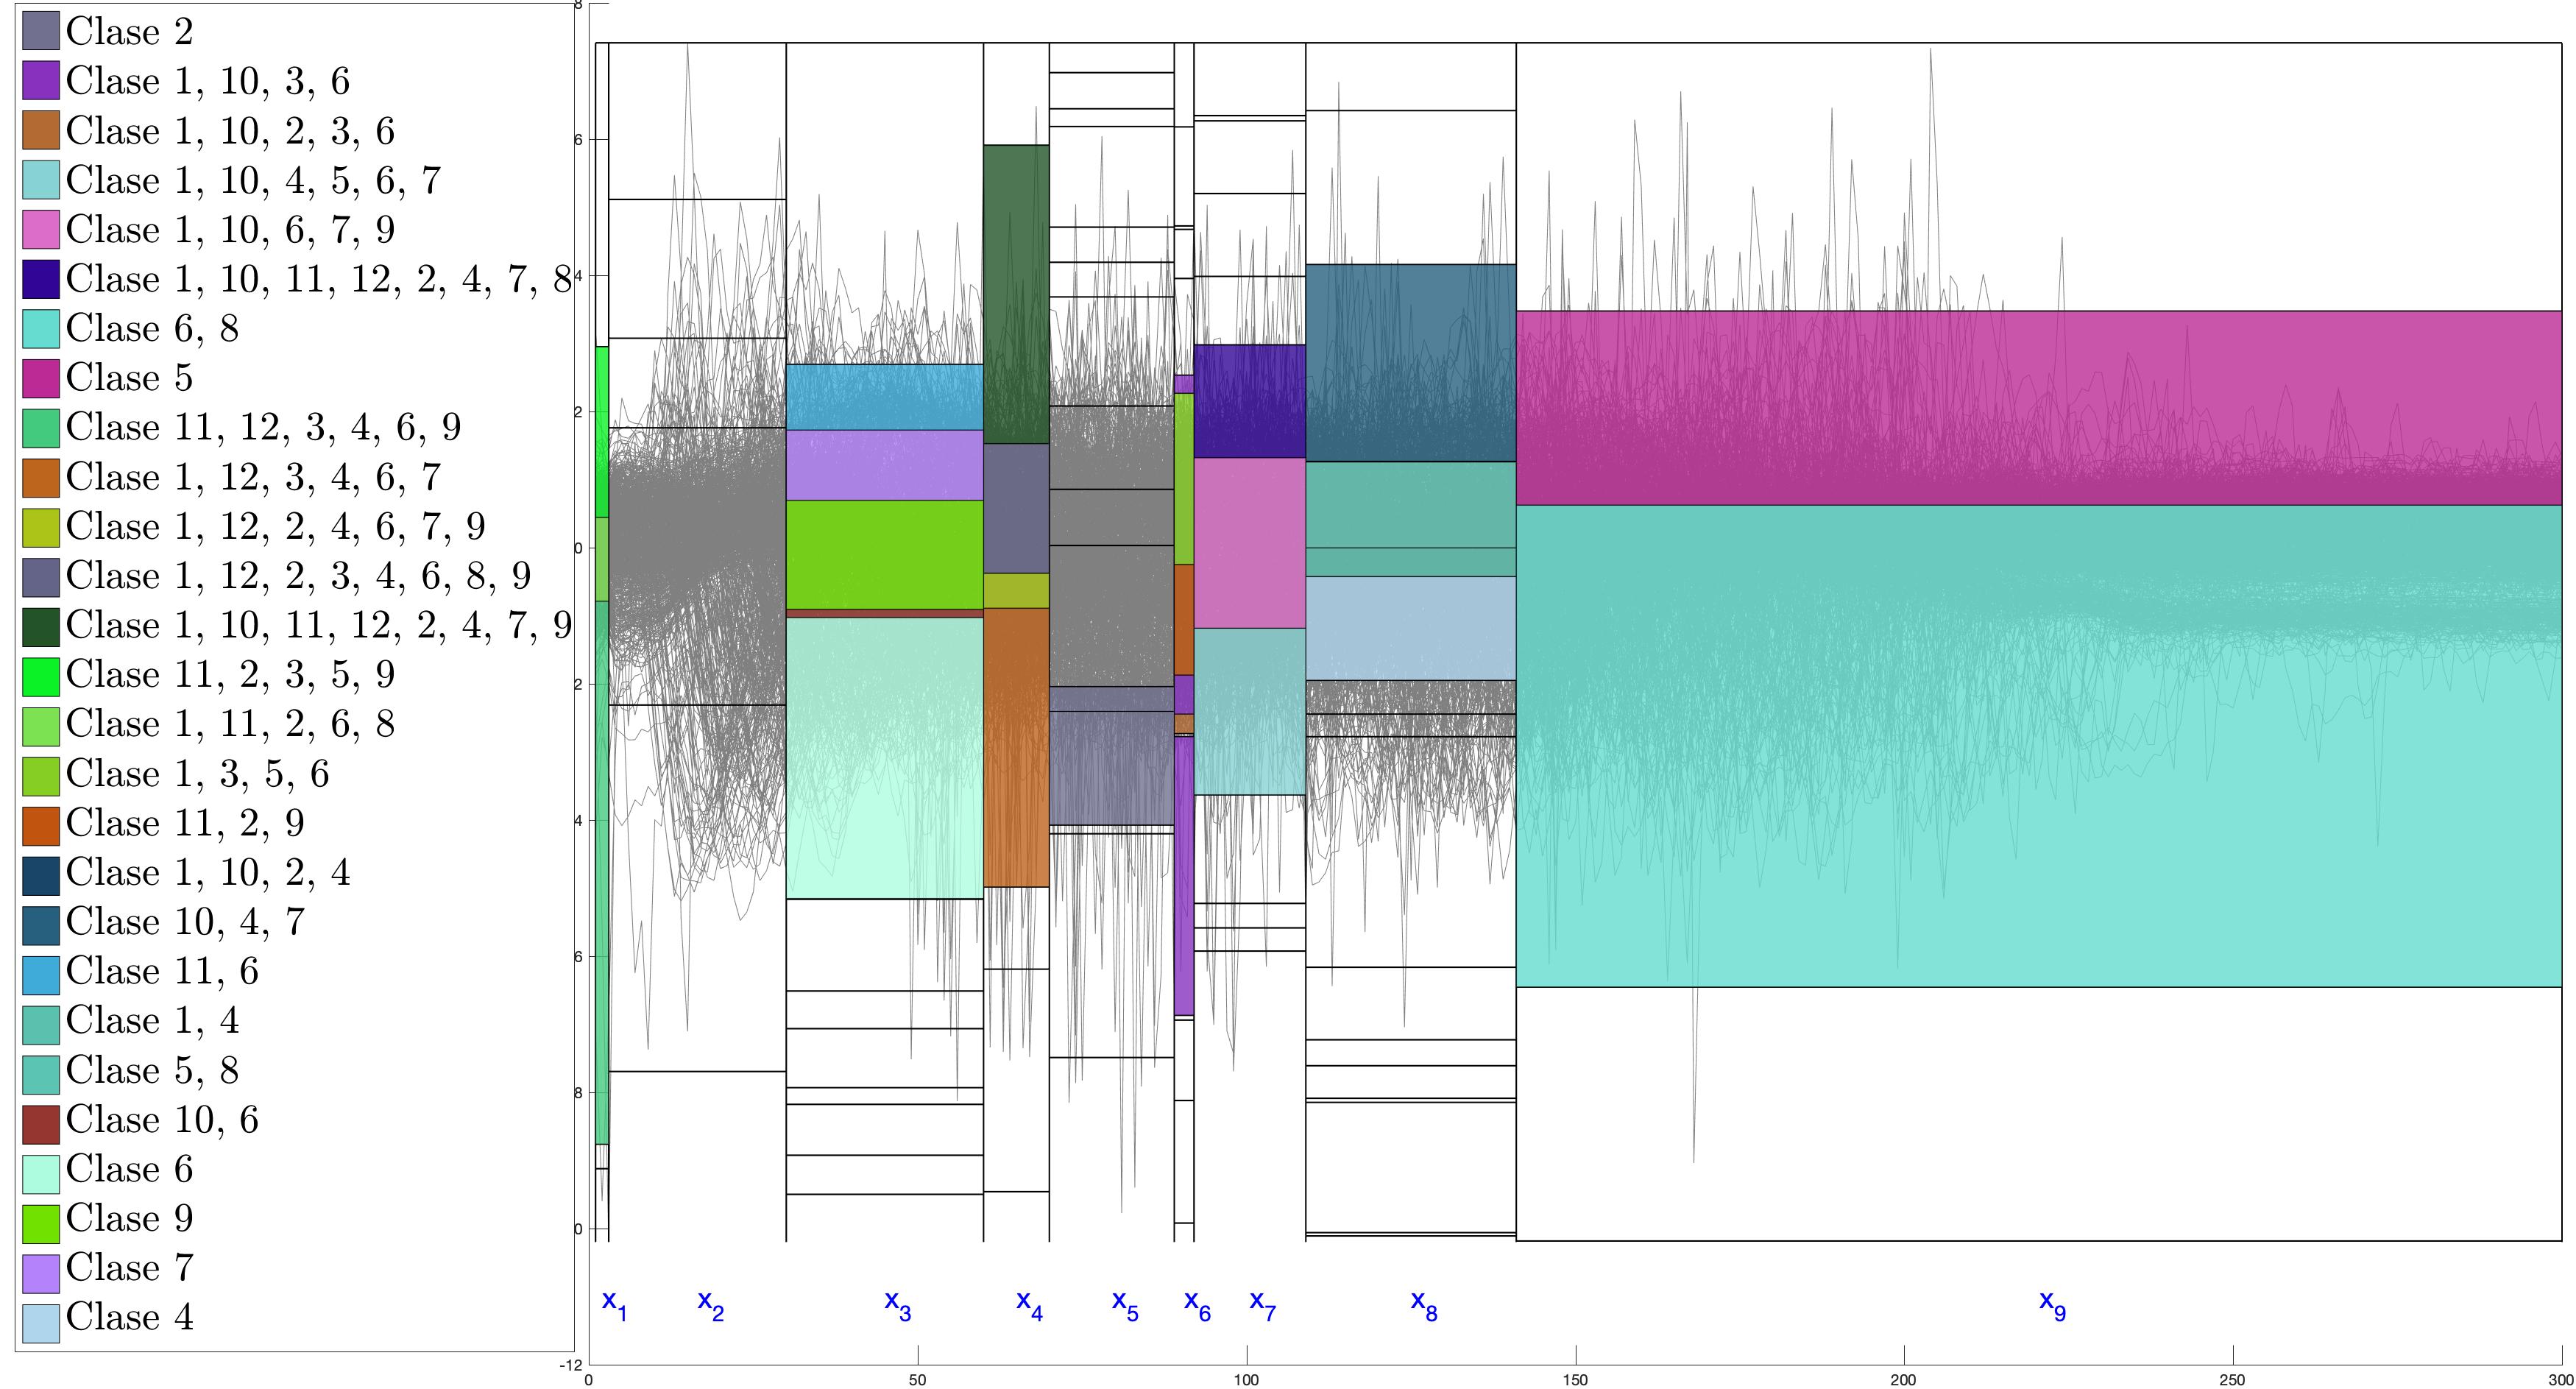 Clase 2
Clase 1, 10, 3, 6
Clase 1, 10, 2, 3, 6
Clase 1, 10, 4, 5, 6, 7
Clase 1, 10, 6, 7, 9
Clase 1, 10, 11, 12, 2, 4, 7, 8
Clase 6, 8
Clase 5
Clase 11, 12, 3, 4, 6, 9
Clase 1, 12, 3, 4, 6, 7
Clase 1, 12, 2, 4, 6, 7, 9
Clase 1, 12, 2, 3, 4, 6, 8, 9
Clase 1, 10, 11, 12, 2, 4, 7, 9
Clase 11, 2, 3, 5, 9
Clase 1, 11, 2, 6, 8
Clase 1, 3, 5, 6
Clase 11, 2, 9
Clase 1, 10, 2, 4
Clase 10, 4, 7
Clase 11, 6
Clase 1, 4
Clase 5, 8
Clase 10, 6
Clase 6
Clase 9
Clase 7
Clase 4
8
6
4
2
0
2
4
6
8
0
-12
x1 x2 x3 x4 x5 x6 x7 x8 x9
0 50 100 150 200 250 300